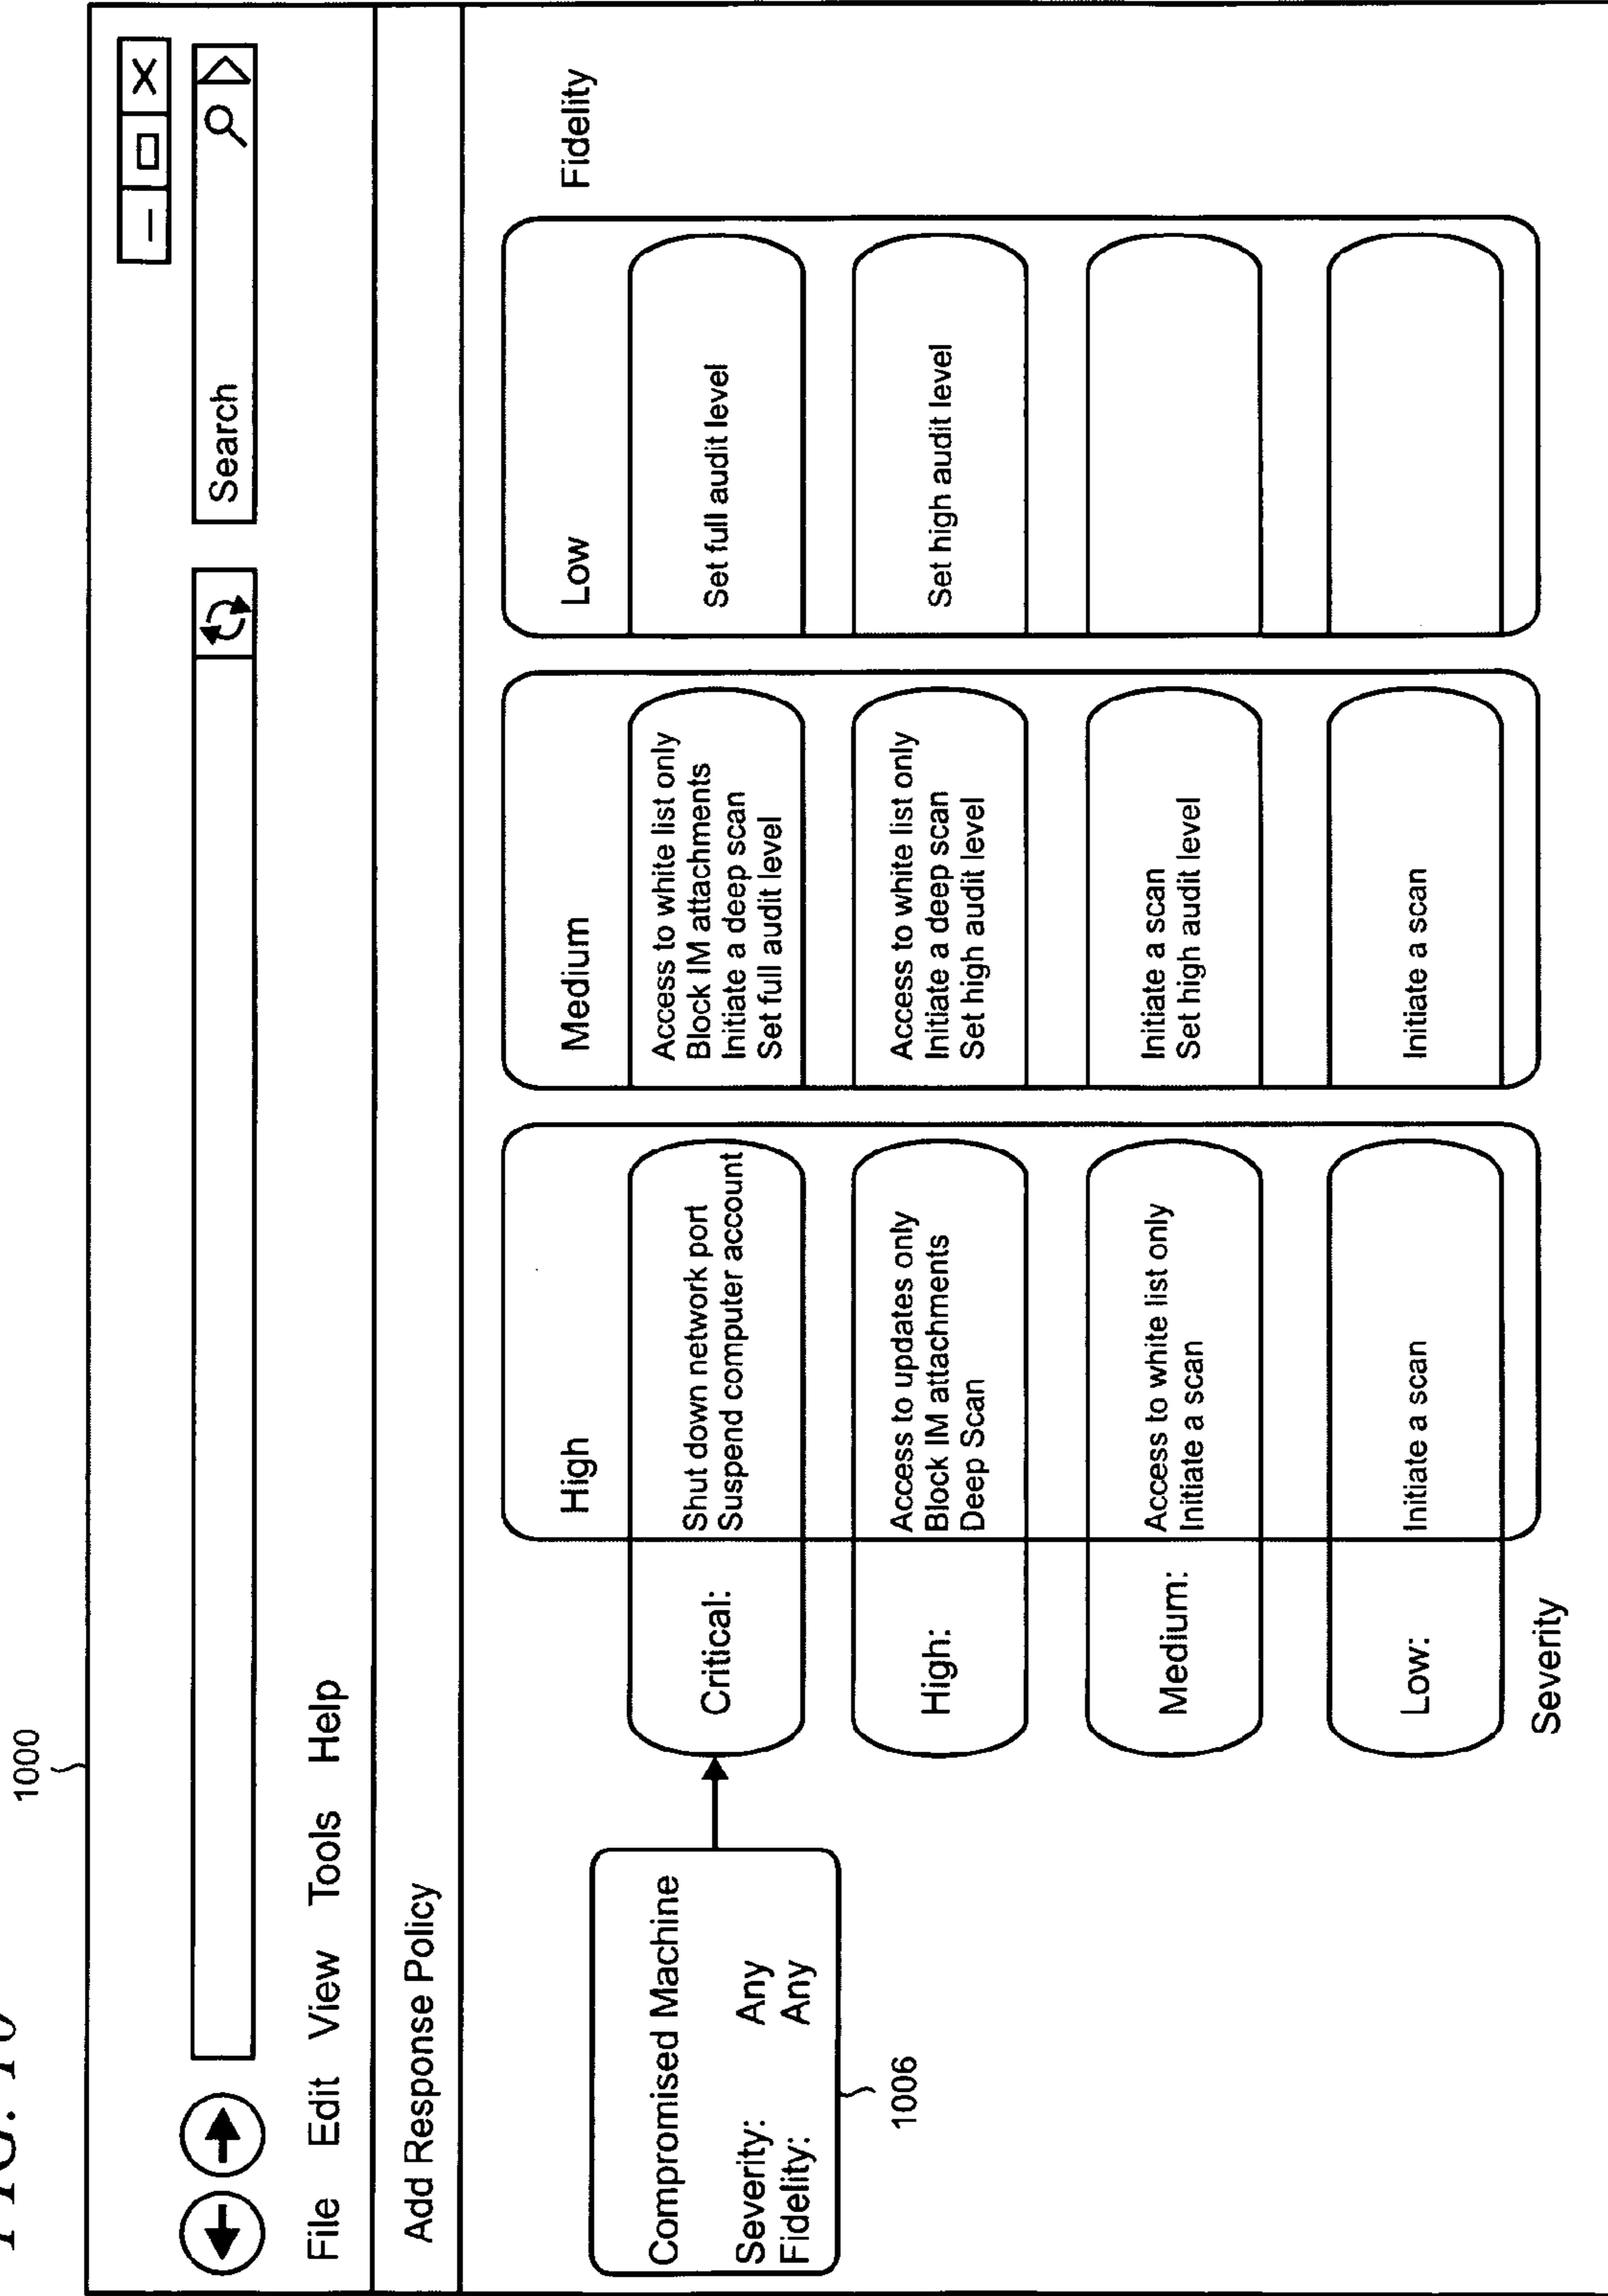 FIG. 10
1000
Search
File Edit View Tools Help
Add Response Policy
High
Medium
Low
Fidelity
Compromised Machine
Severity: Any
Fidelity: Any
1006
Critical:
Shut down network port
Suspend computer account
Access to white list only
Block IM attachments
Initiate a deep scan
Set full audit level
Set full audit level
High:
Access to updates only
Block IM attachments
Deep Scan
Access to white list only
Initiate a deep scan
Set high audit level
Set high audit level
Medium:
Access to white list only
Initiate a scan
Initiate a scan
Set high audit level
Low:
Initiate a scan
Initiate a scan
Severity